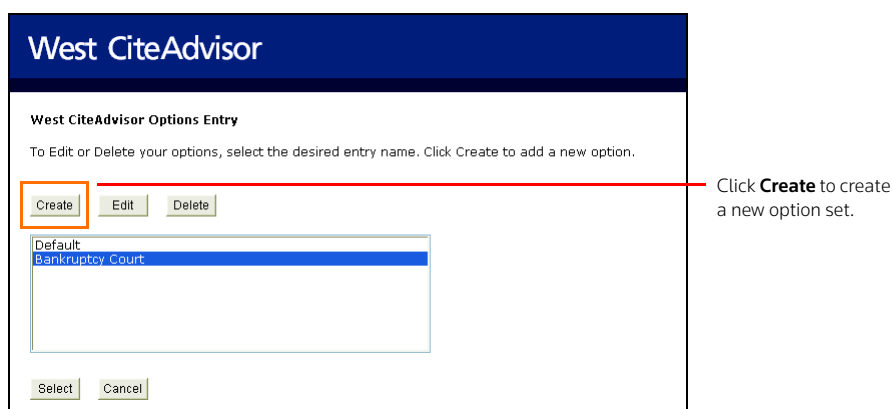 West CiteAdvisor
West CiteAdvisor Options Entry
To Edit or Delete your options, select the desired entry name. Click Create to add a new option.
Create Edit Delete
Click Create to create
a new option set.
Default
Bankruptcy Court
Select Cancel